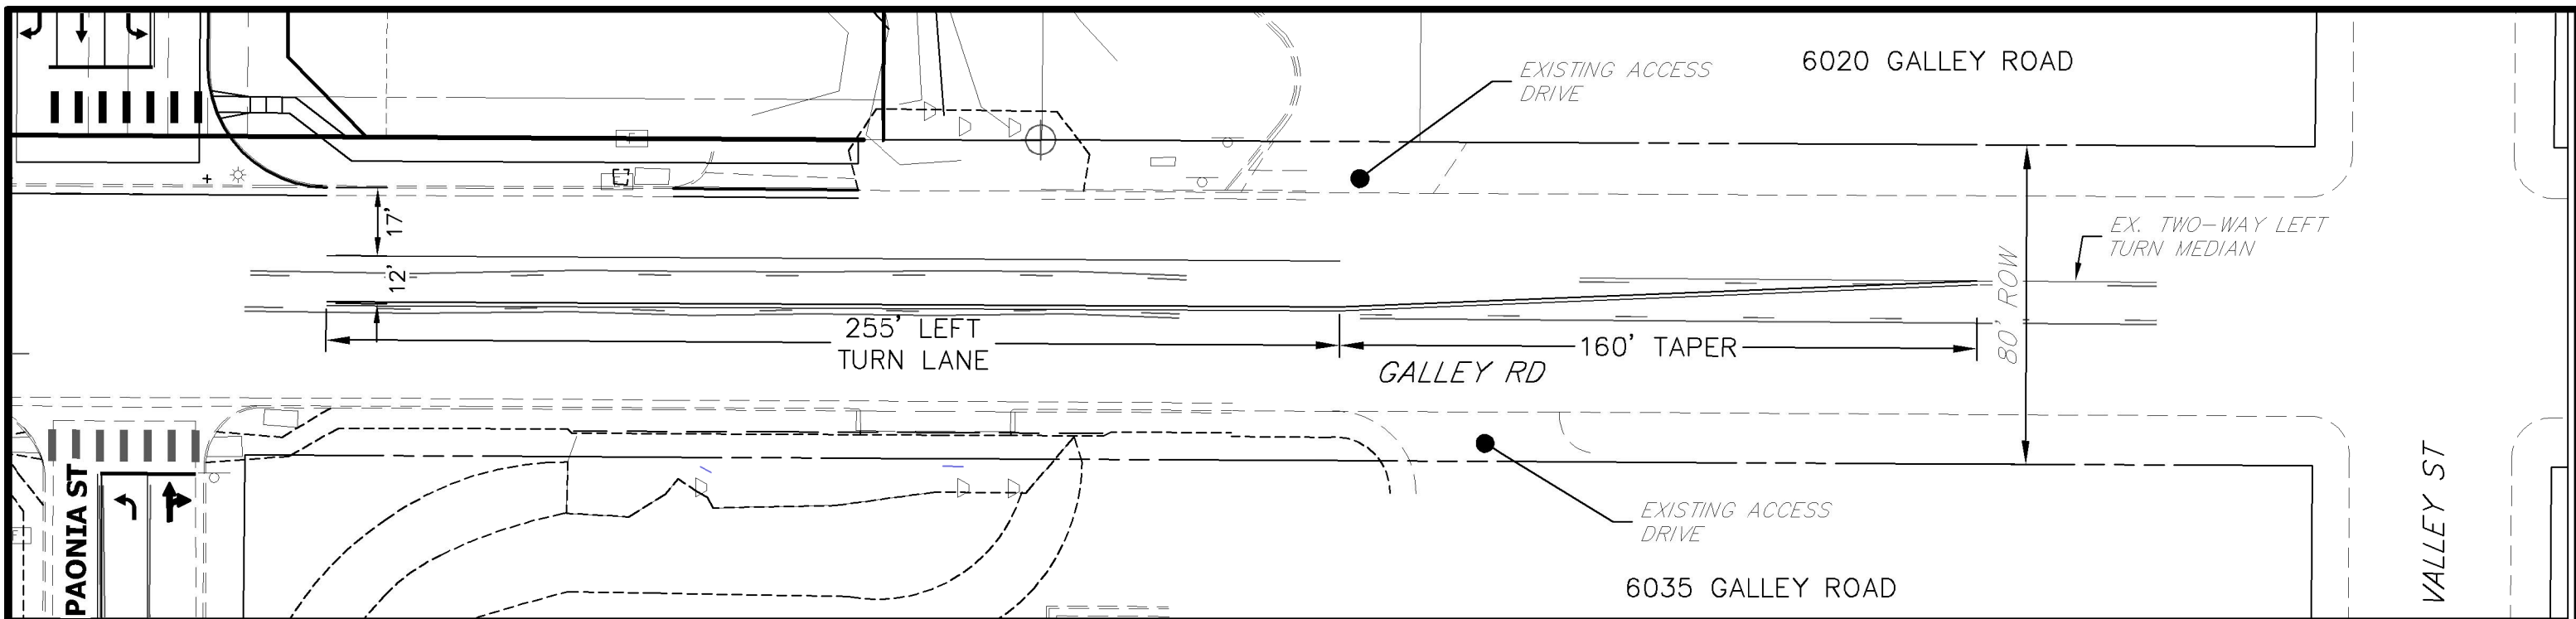 6020 GALLEY ROAD
EXISTING ACCESS
DRIVE
EX. TWO-WAY LEFT
TURN MEDIAN
17'
12'
80' ROW
255' LEFT
TURN LANE
160' TAPER
GALLEY RD
PAONIA ST
EXISTING ACCESS
DRIVE
6035 GALLEY ROAD
VALLEY ST